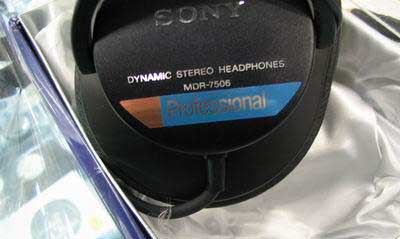 SONY
DYNAMIC STEREO HEADPHONES
MDR-7506
Professional